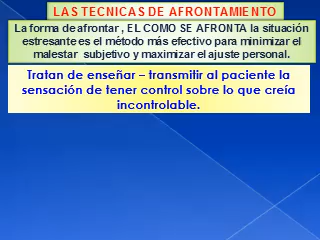 LAS TECNICAS DE AFRONTAMIENTO
La forma de afrontar , EL COMO SE AFRONTA la situación
estresante es el método más efectivo para minimizar el
malestar subjetivo y maximizar el ajuste personal.
Tratan de enseñar – transmitir al paciente la
sensación de tener control sobre lo que creía
incontrolable.